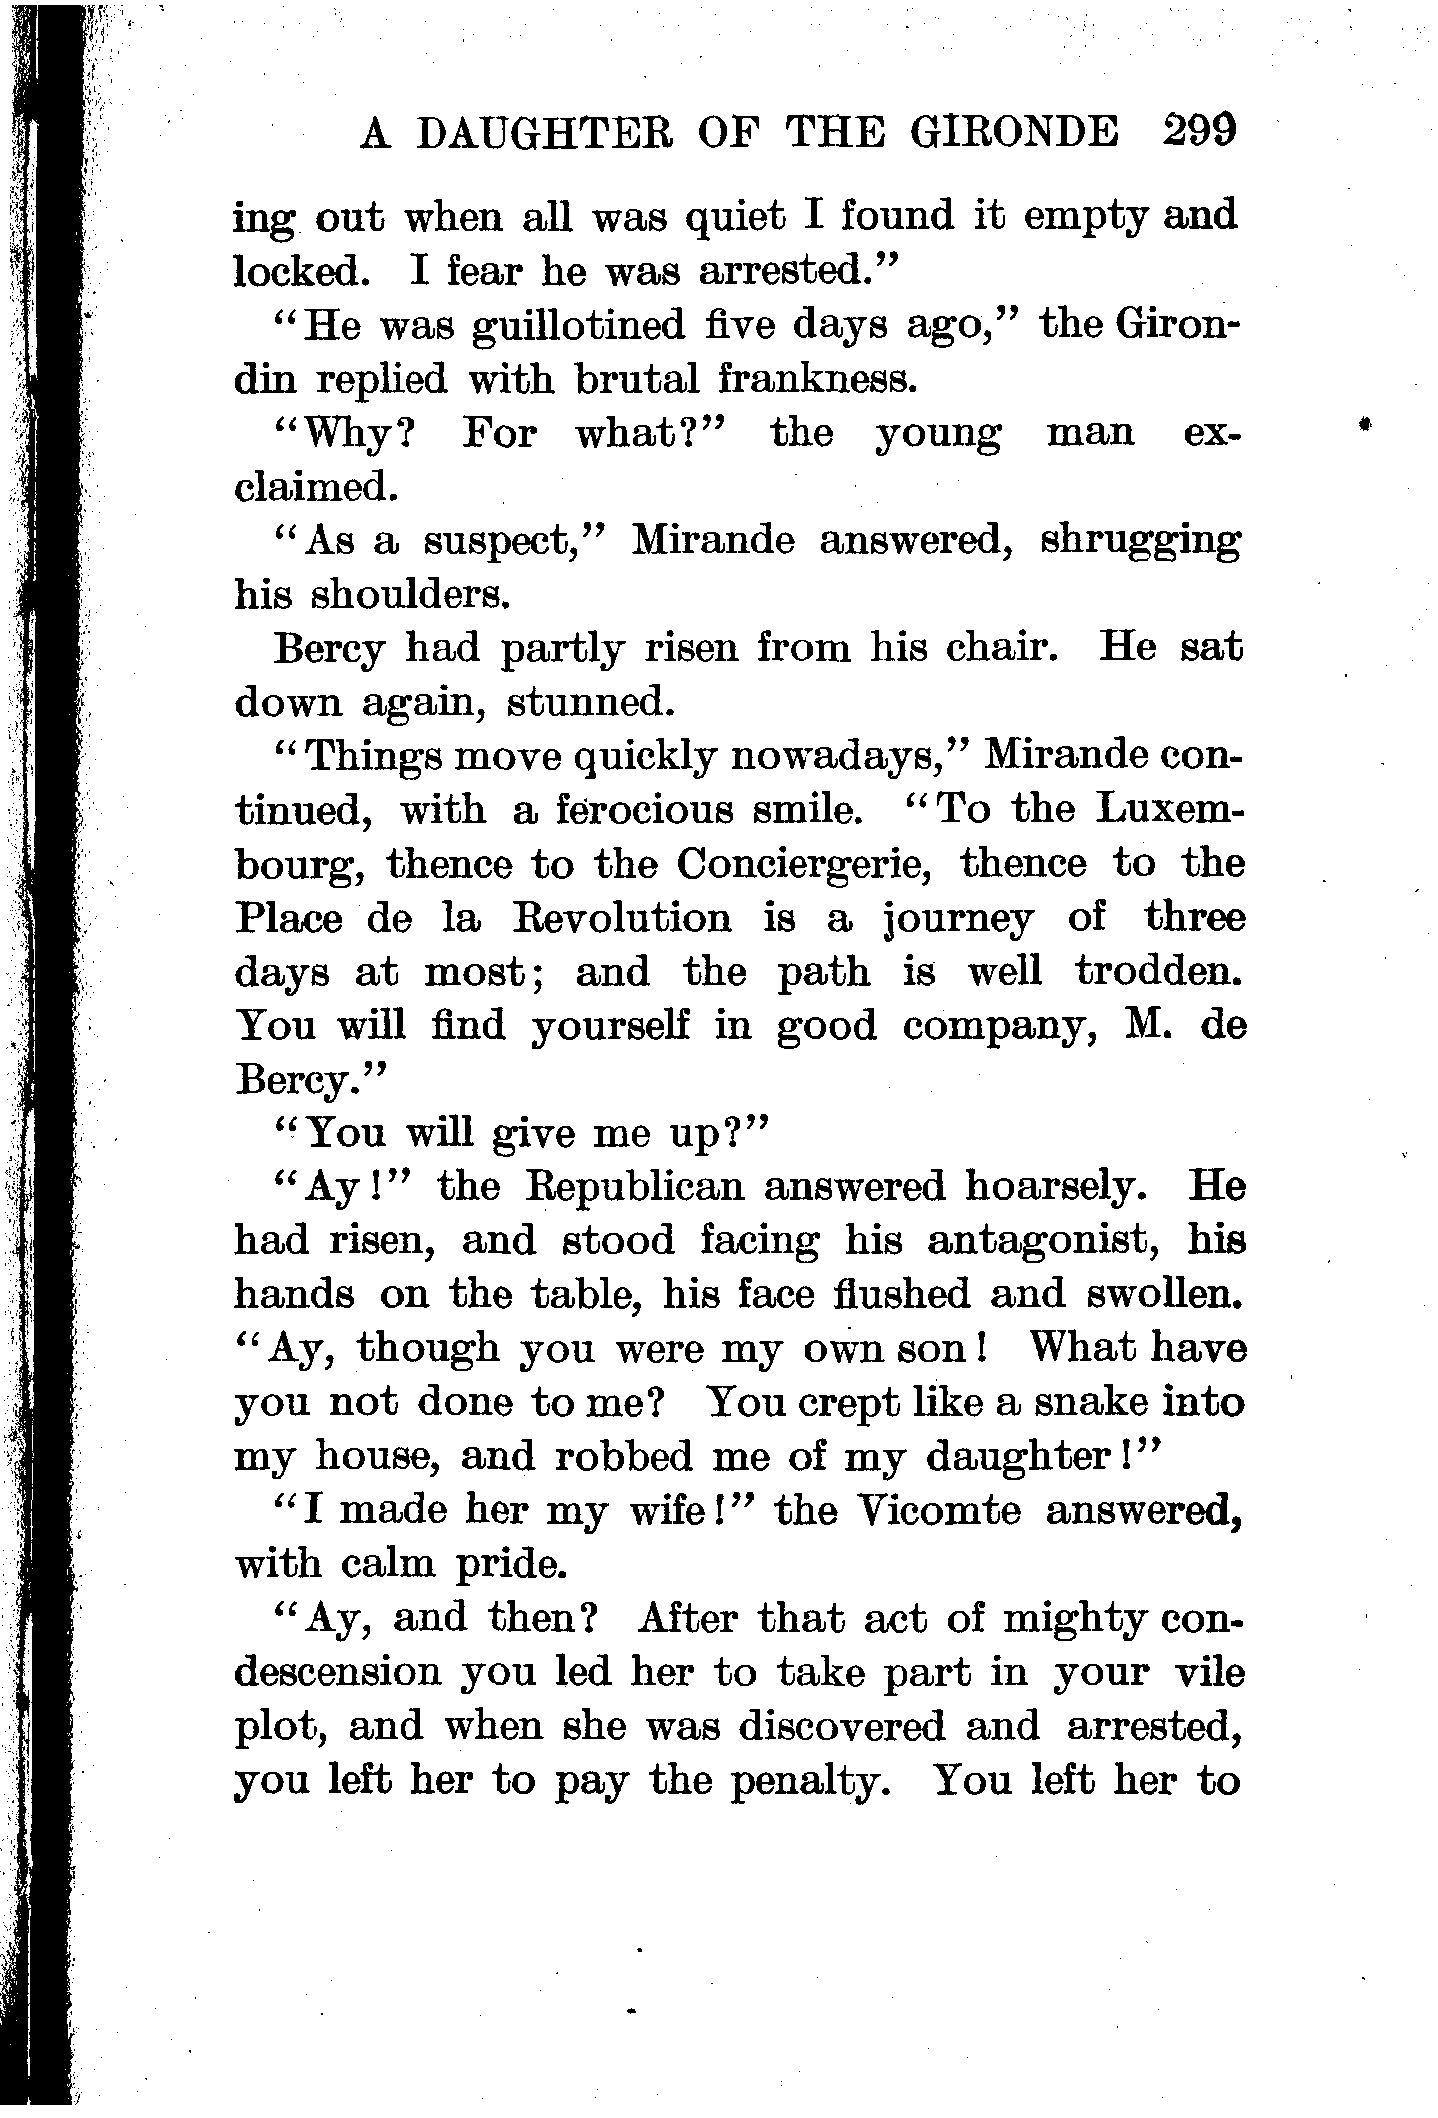 A DAUGHTER OF THE GIRONDE 299
ing out when all was quiet I found it empty and
locked. I fear he was arrested."
"He was guillotined five days ago," the Giron-
din replied with brutal frankness.
"Why? For what?" the young man ex-
claimed.
"As a suspect," Mirande answered, shrugging
his shoulders.
Bercy had partly risen from his chair. He sat
down again, stunned.
"Things move quickly nowadays," Mirande con-
tinued, with a ferocious smile. "To the Luxem-
bourg, thence to the Conciergerie, thence to the
Place de la Revolution is a journey of three
days at most; and the path is well trodden.
You will find yourself in good company, M. de
Bercy."
"You will give me up?"
"Ay!" the Republican answered hoarsely. He
had risen, and stood facing his antagonist, his
hands on the table, his face flushed and swollen.
"Ay, though you were my own son! What have
you not done to me? You crept like a snake into
my house, and robbed me of my daughter!"
"I made her my wife!" the Vicomte answered,
with calm pride.
"Ay, and then? After that act of mighty con-
descension you led her to take part in your vile
plot, and when she was discovered and arrested,
you left her to pay the penalty. You left her to